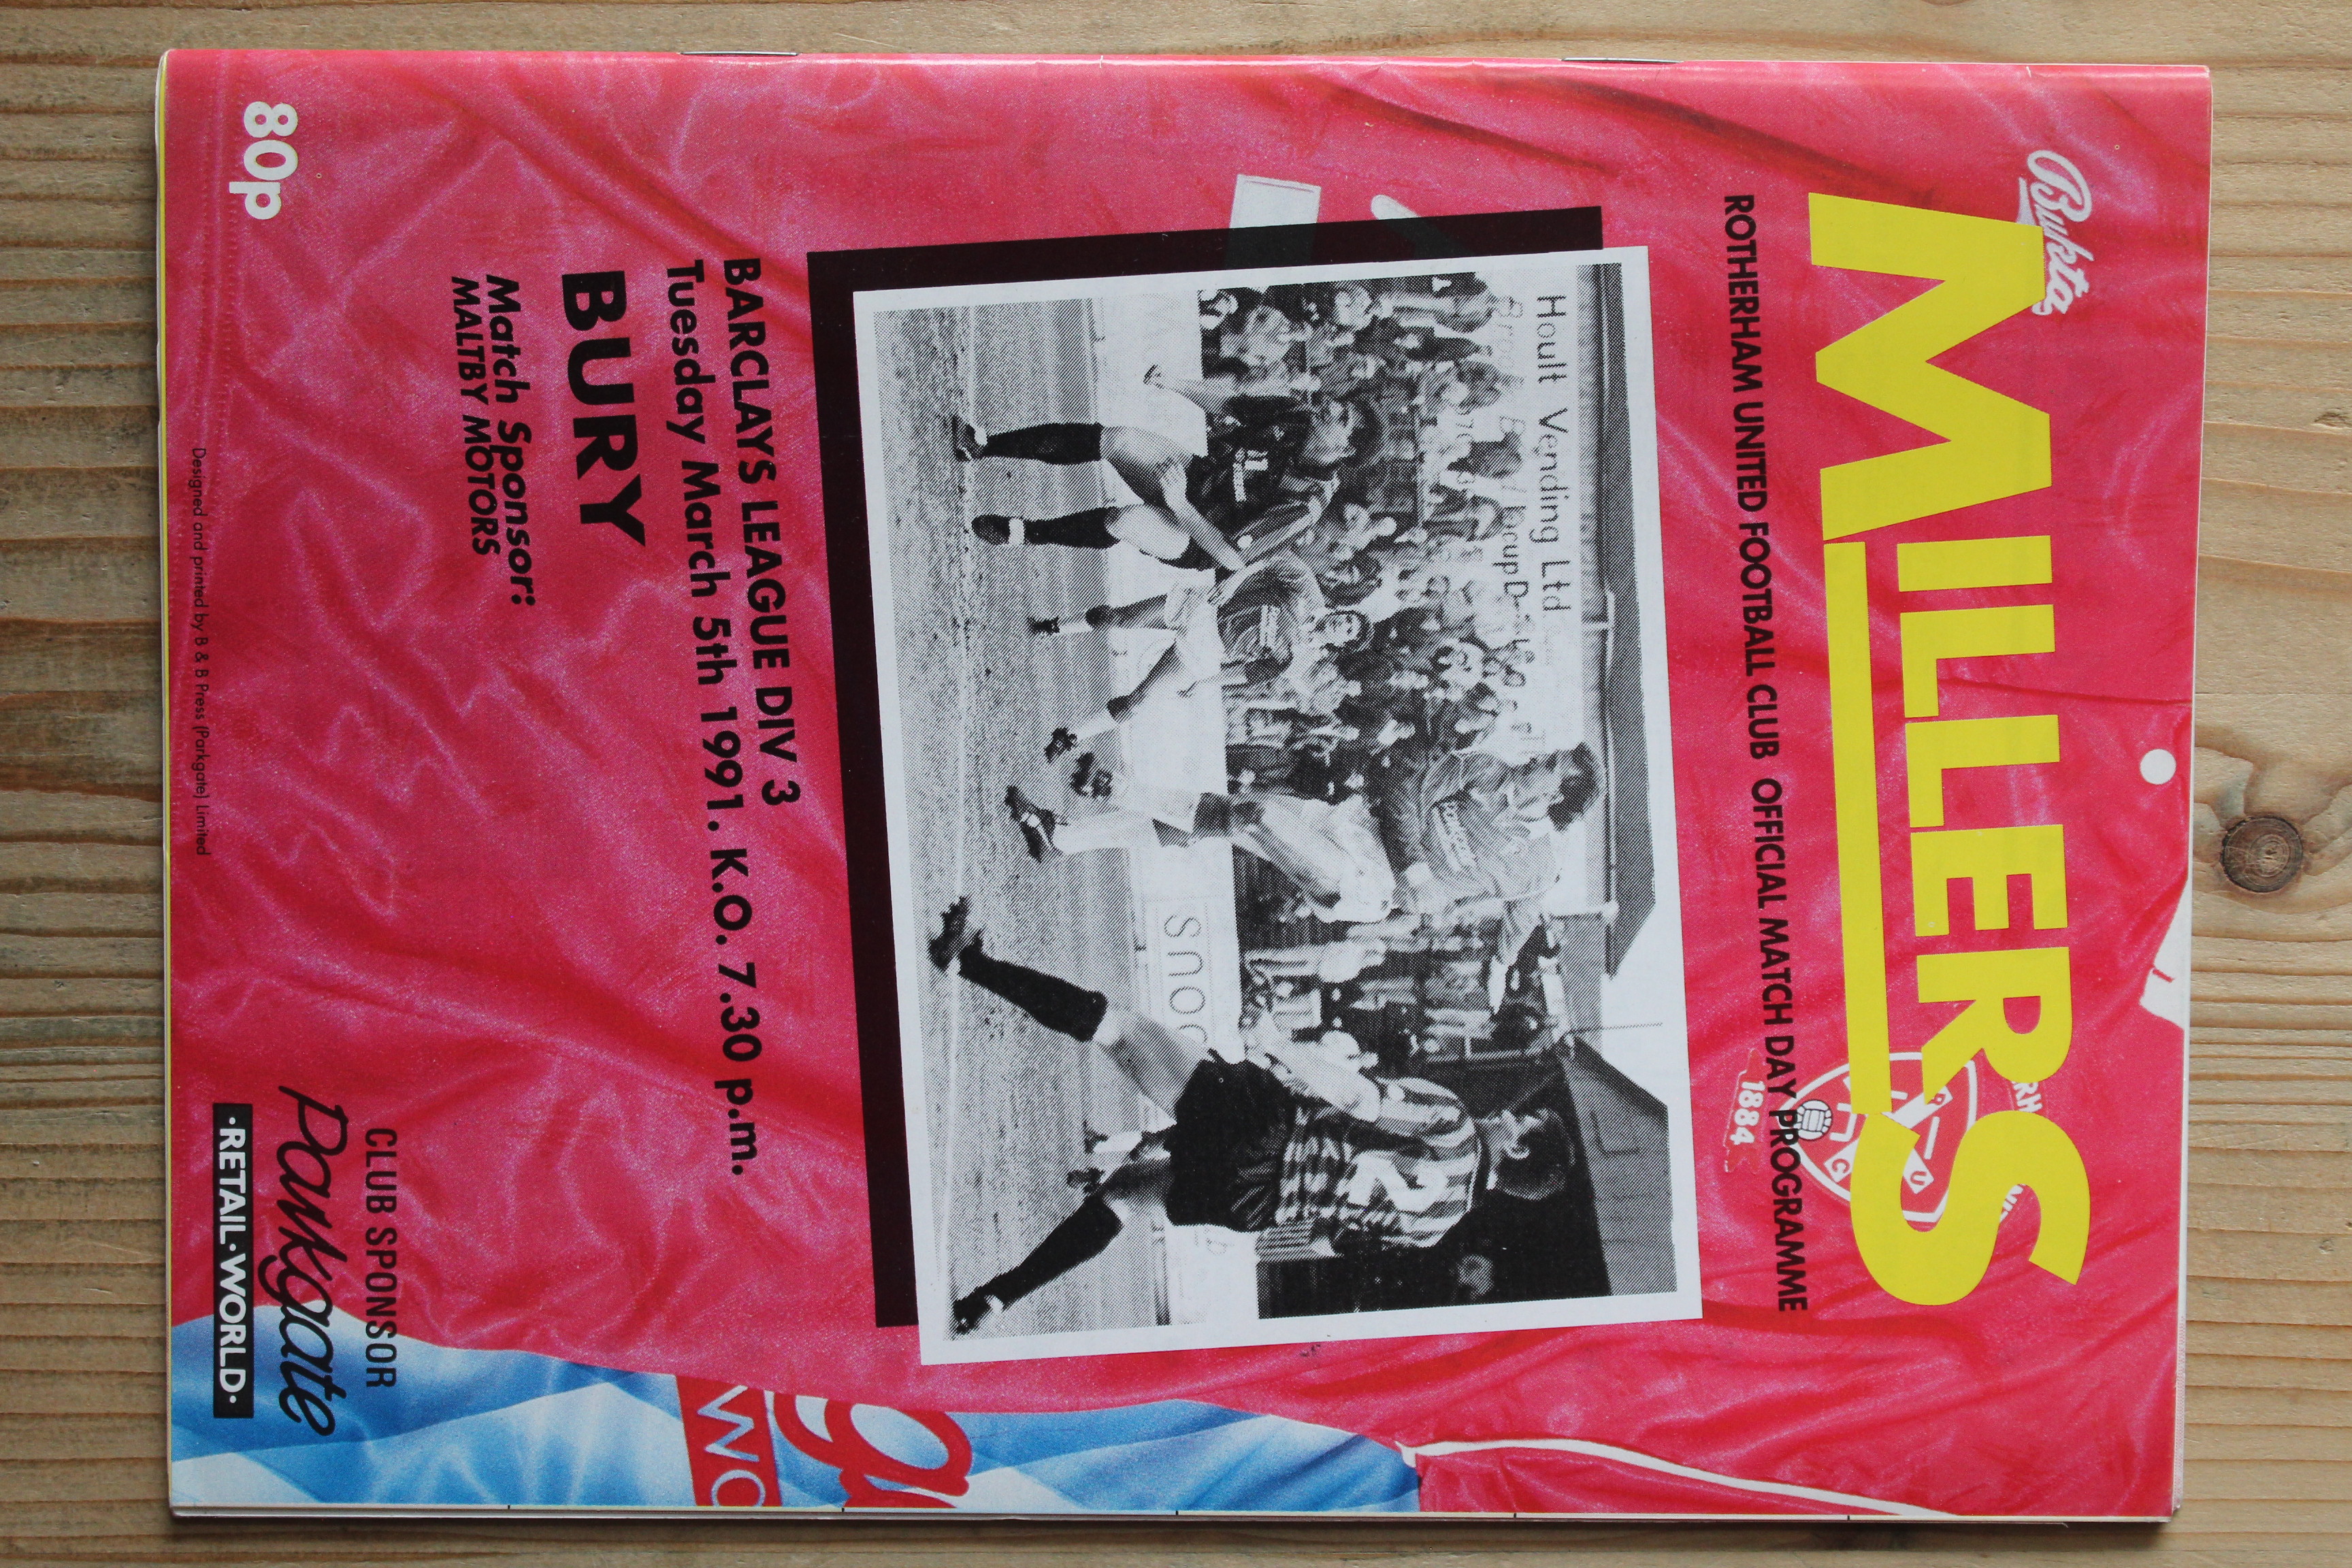 Bukta
MILLERS
ROTHERHAM UNITED FOOTBALL CLUB OFFICIAL MATCH DAY PROGRAMME
1884
Hoult Vending Ltd
SUO
2
BARCLAYS LEAGUE DIV 3
Tuesday March 5th 1991. K.O. 7.30 p.m.
BURY
Match Sponsor:
MALTBY MOTORS
80p
CLUB SPONSOR
Parkgate
·RETAIL·WORLD·
Designed and printed by B & B Press (Parkgate) Limited